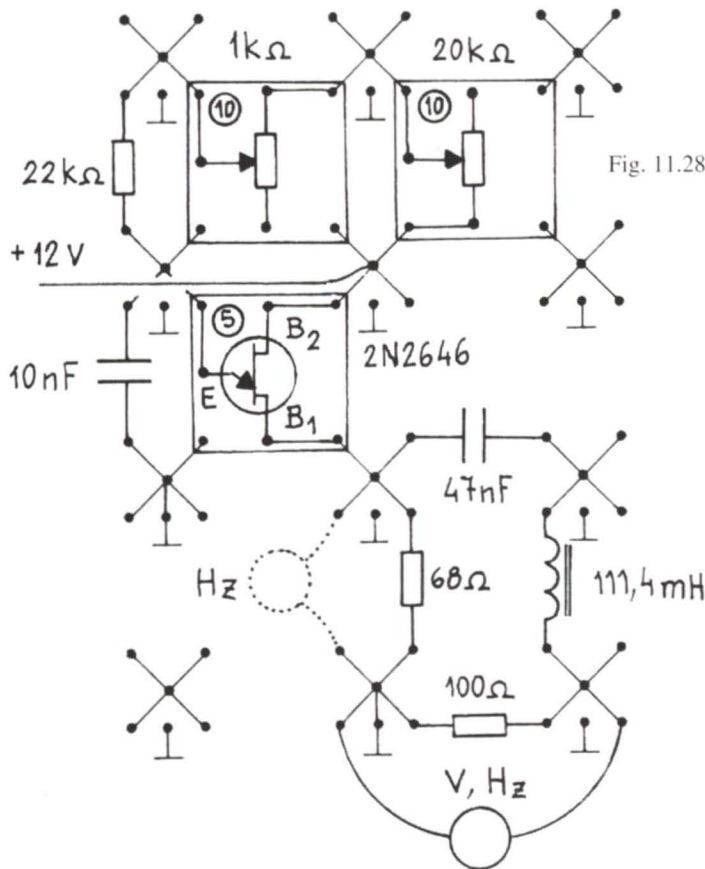 1kΩ 20kΩ
10 10
22kΩ
Fig. 11.28
+12V
5 B2
2N2646
10nF
E
B1
47nF
Hz
68Ω
111,4mH
100Ω
V, Hz